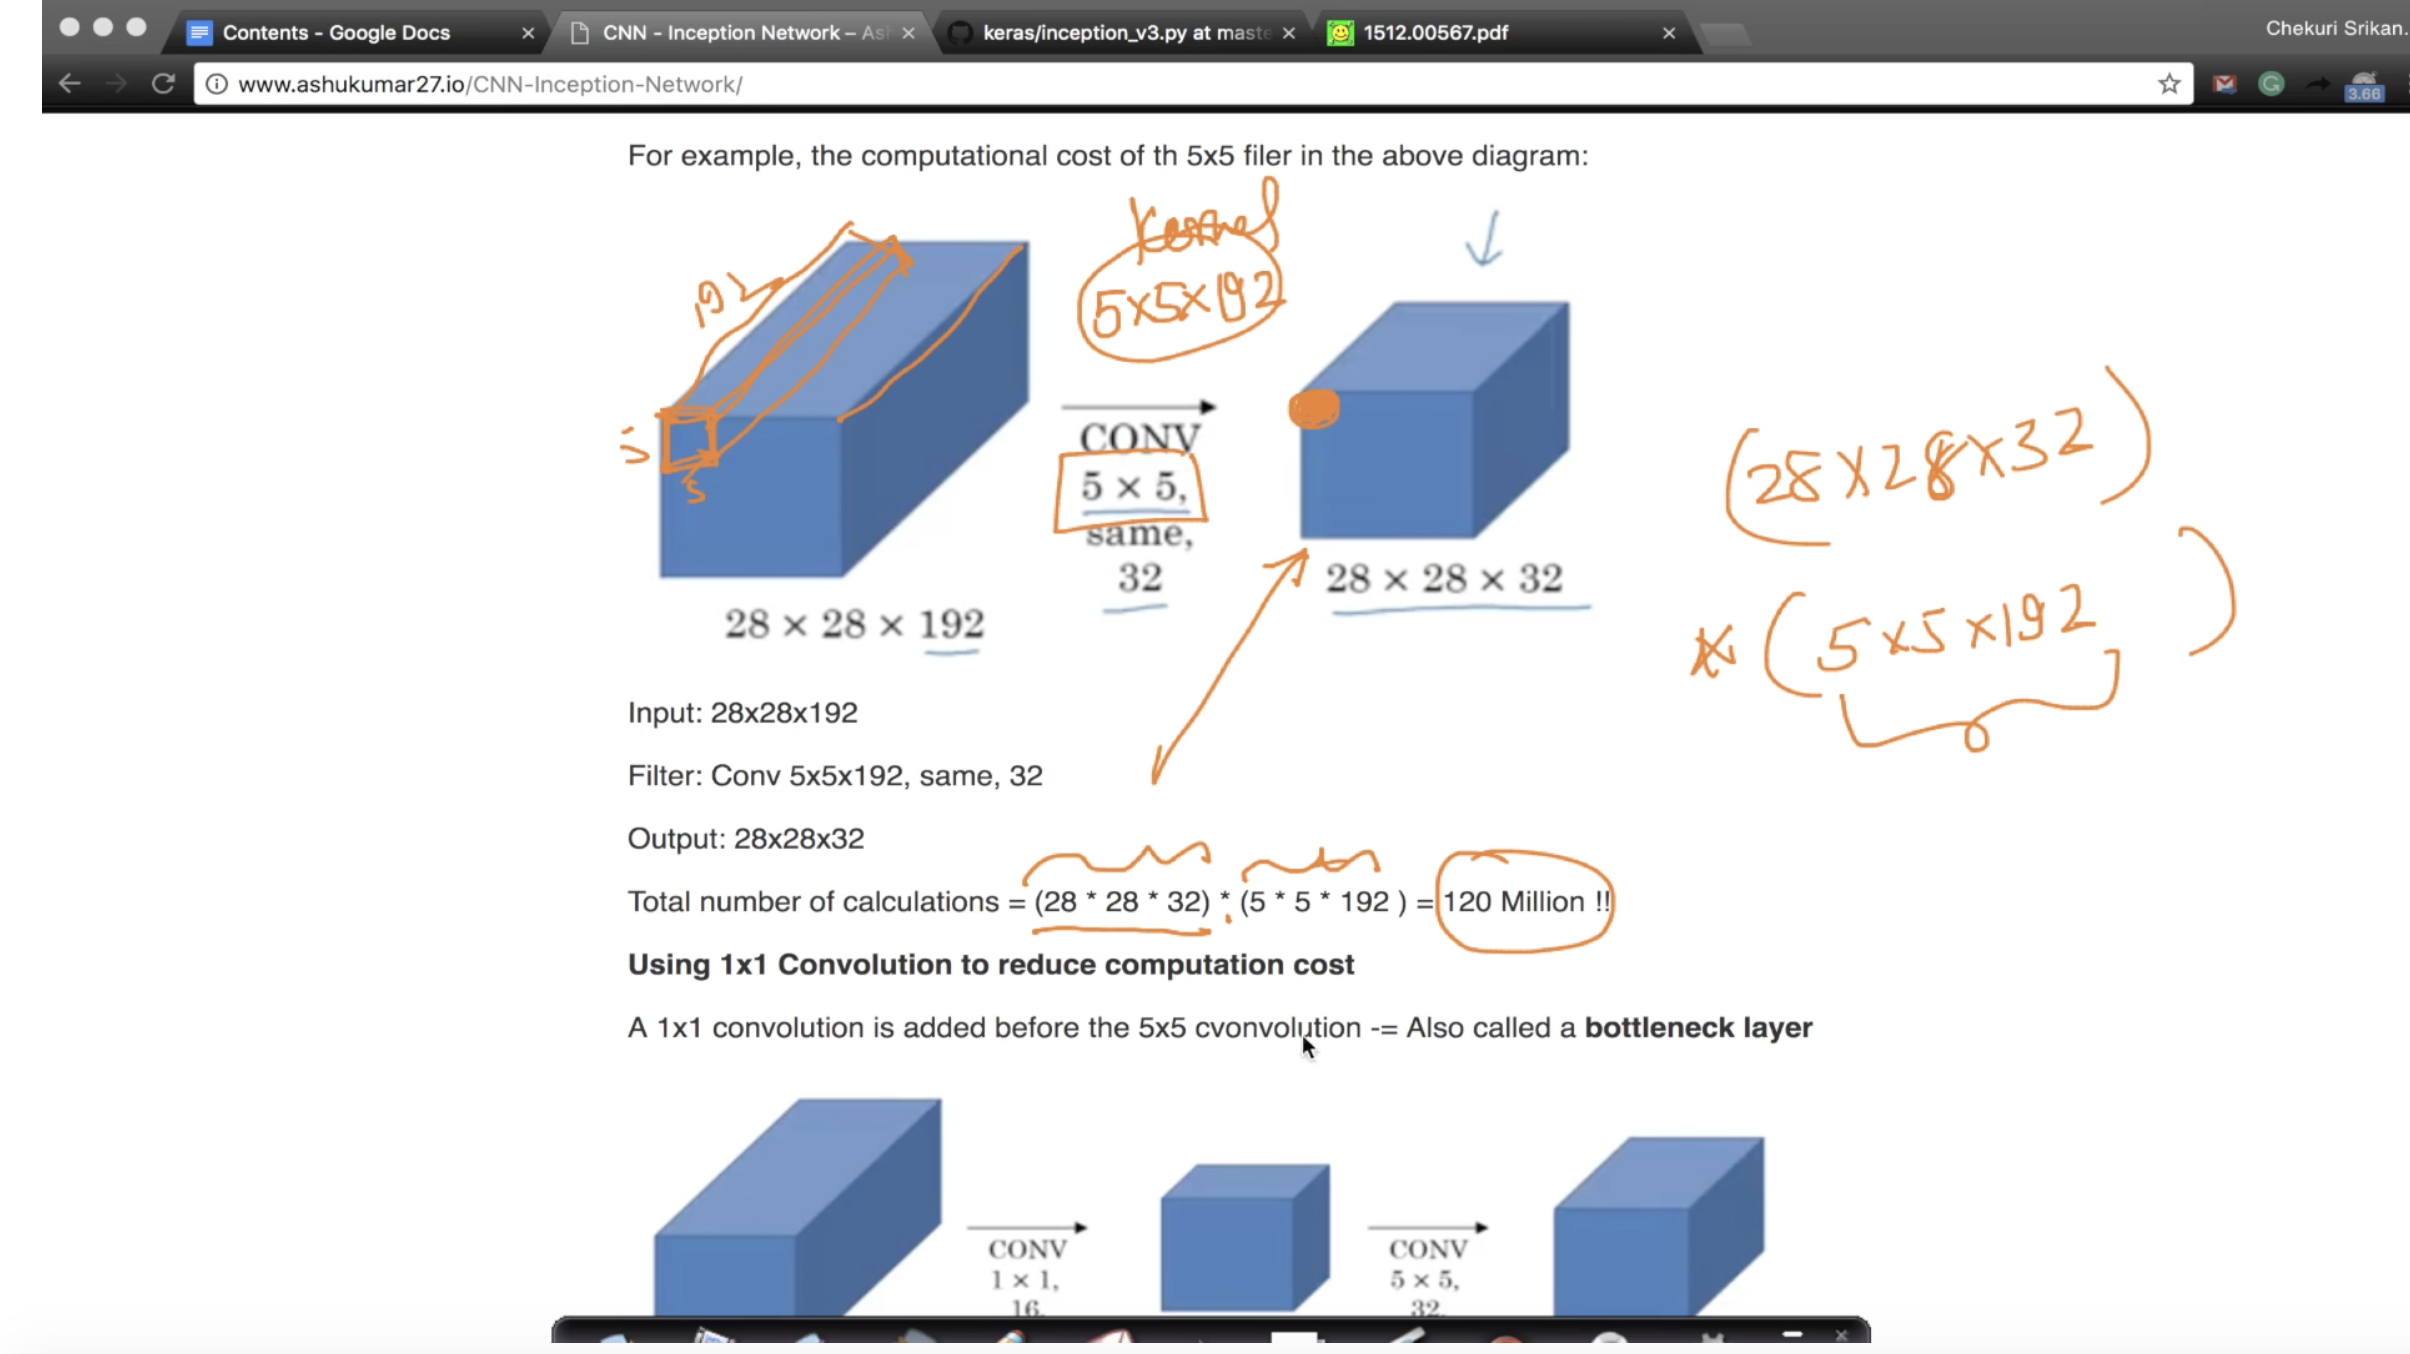 Contents - Google Docs
CNN - Inception Network – As
keras/inception_v3.py at maste
1512.00567.pdf
Chekuri Srikan.
www.ashukumar27.io/CNN-Inception-Network/
3.66
For example, the computational cost of th 5x5 filer in the above diagram:
Kernel
5x5x192
192
5
5
CONV
5 × 5,
same,
32
28 × 28 × 192
28 × 28 × 32
(28x28x32)
* (5x5x192)
Input: 28x28x192
Filter: Conv 5x5x192, same, 32
Output: 28x28x32
Total number of calculations = (28 * 28 * 32) * (5 * 5 * 192 ) = 120 Million !!
Using 1x1 Convolution to reduce computation cost
A 1x1 convolution is added before the 5x5 cvonvolution -= Also called a bottleneck layer
CONV
1 × 1,
16,
CONV
5 × 5,
32,